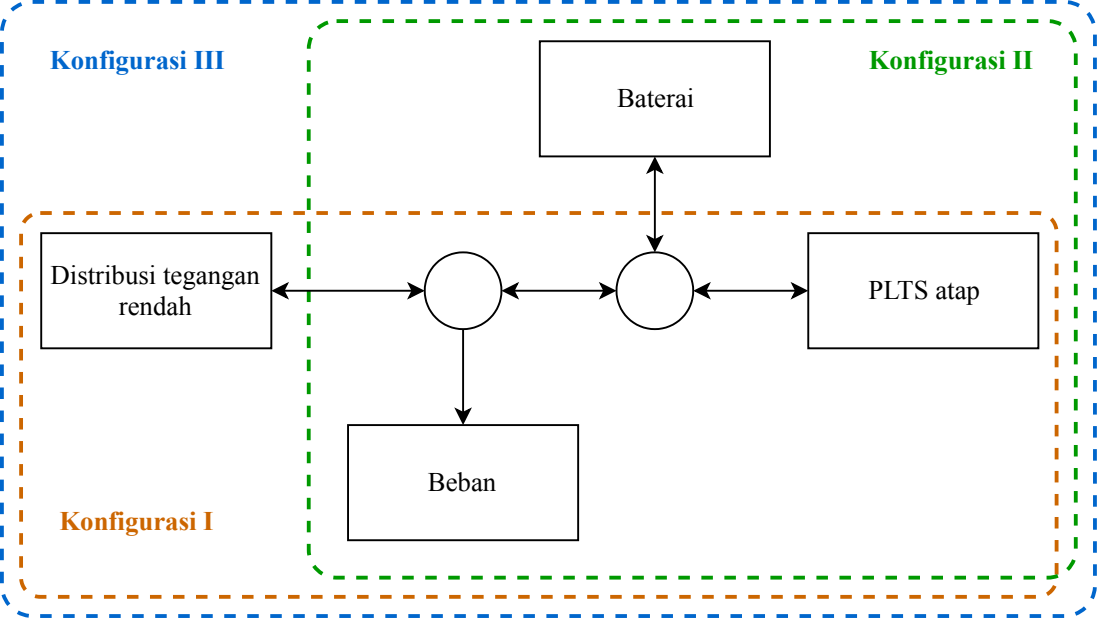 Konfigurasi III
Konfigurasi II
Baterai
Distribusi tegangan
rendah
PLTS atap
Beban
Konfigurasi I